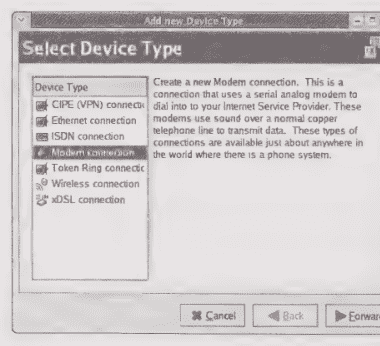 Add new Device Type
Select Device Type
Device Type
CIPE (VPN) connectic
Ethernet connection
ISDN connection
Modem connection
Token Ring connectic
Wireless connection
xDSL connection
Create a new Modem connection. This is a
connection that uses a serial analog modem to
dial into to your Internet Service Provider. These
modems use sound over a normal copper
telephone line to transmit data. These types of
connections are available just about anywhere in
the world where there is a phone system.
Cancel
Back
Forward